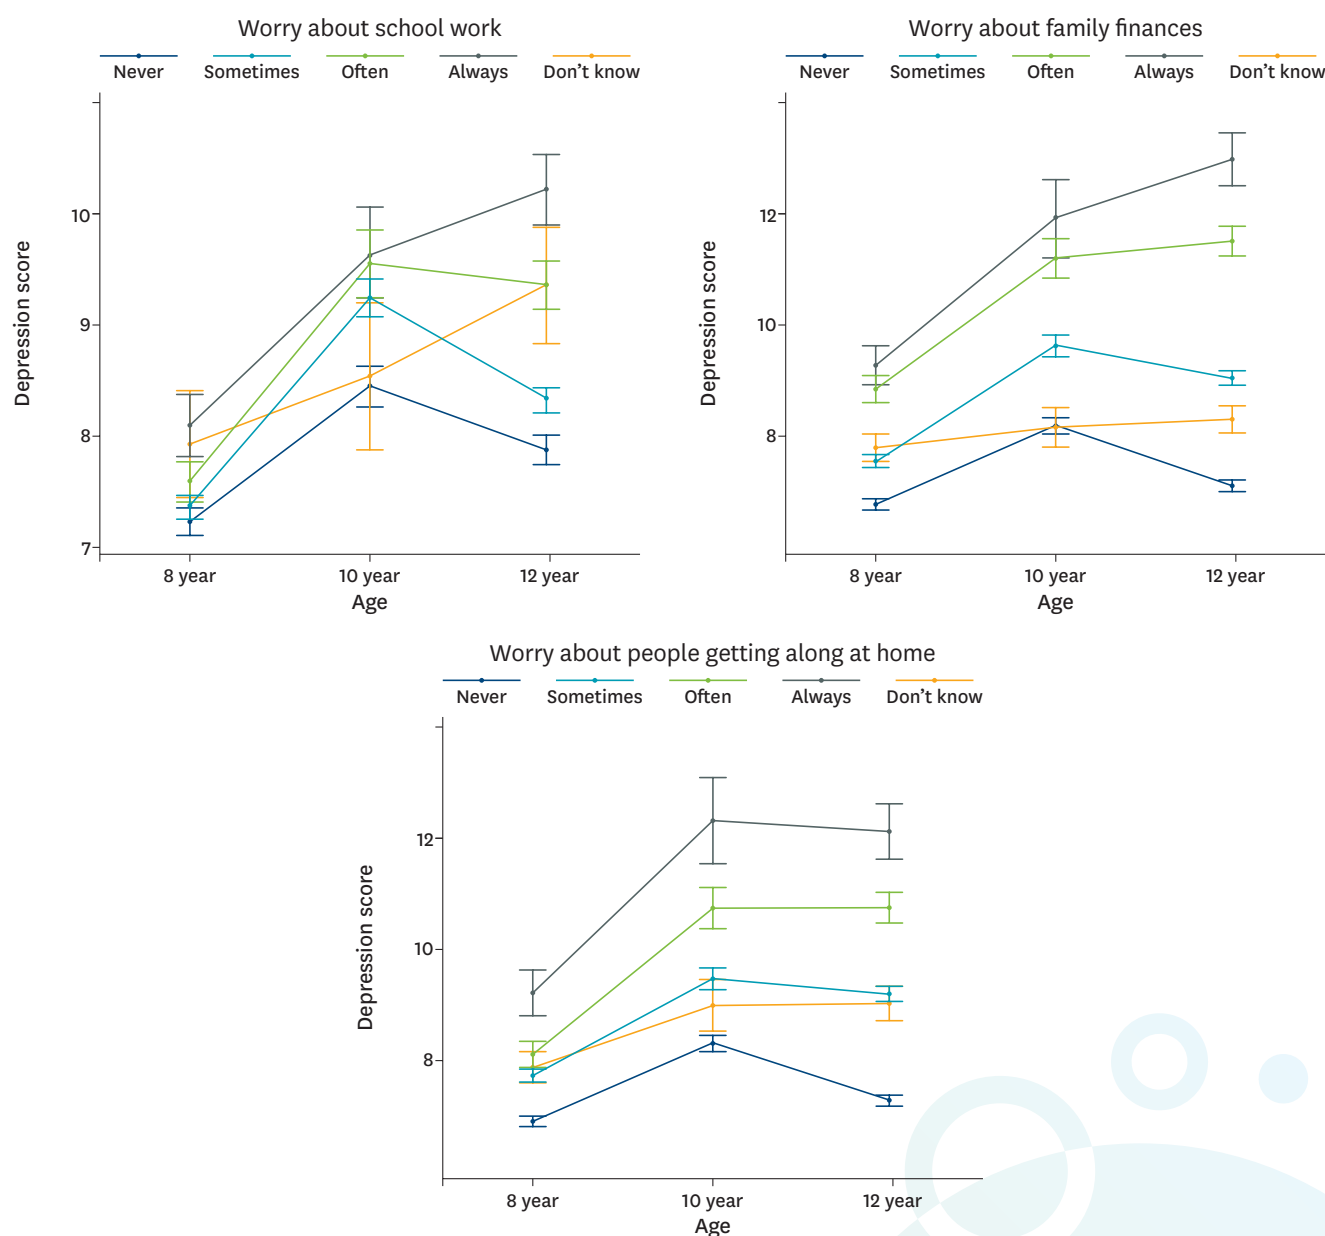 Worry about school work
Never Sometimes Often Always Don't know
Depression score
10
9
8
7
8 year 10 year 12 year
Age
Worry about family finances
Never Sometimes Often Always Don't know
Depression score
12
10
8
8 year 10 year 12 year
Age
Worry about people getting along at home
Never Sometimes Often Always Don't know
Depression score
12
10
8
8 year 10 year 12 year
Age